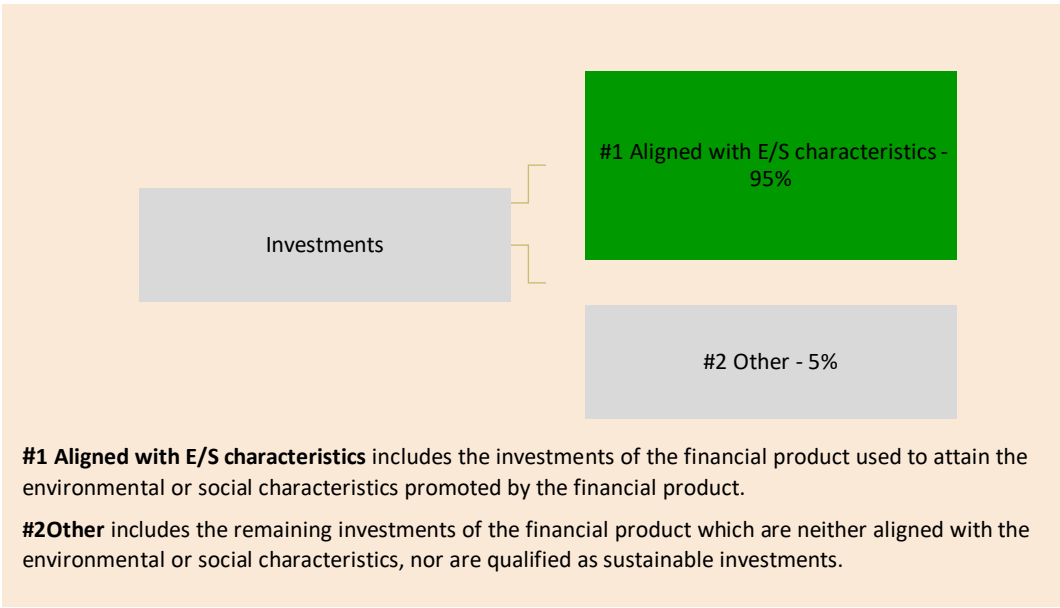 #1 Aligned with E/S characteristics -
95%
Investments
#2 Other - 5%
#1 Aligned with E/S characteristics includes the investments of the financial product used to attain the
environmental or social characteristics promoted by the financial product.
#2Other includes the remaining investments of the financial product which are neither aligned with the
environmental or social characteristics, nor are qualified as sustainable investments.